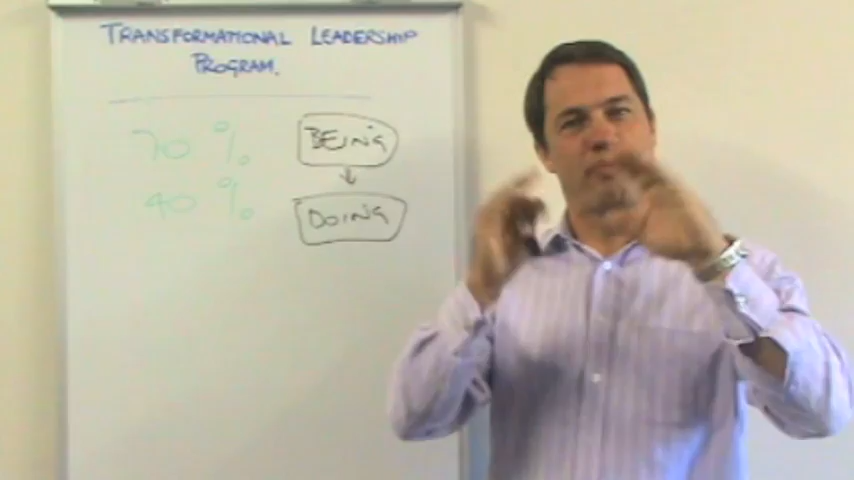 TRANSFORMATIONAL LEADERSHIP
PROGRAM.
70 % BEING
40 % DOING